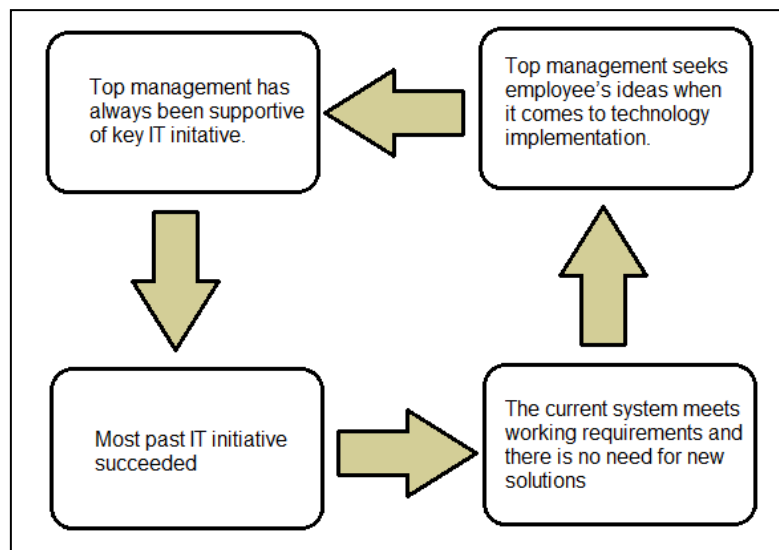 Top management has
always been supportive
of key IT initative.
Top management seeks
employee's ideas when
it comes to technology
implementation.
Most past IT initiative
succeeded
The current system meets
working requirements and
there is no need for new
solutions